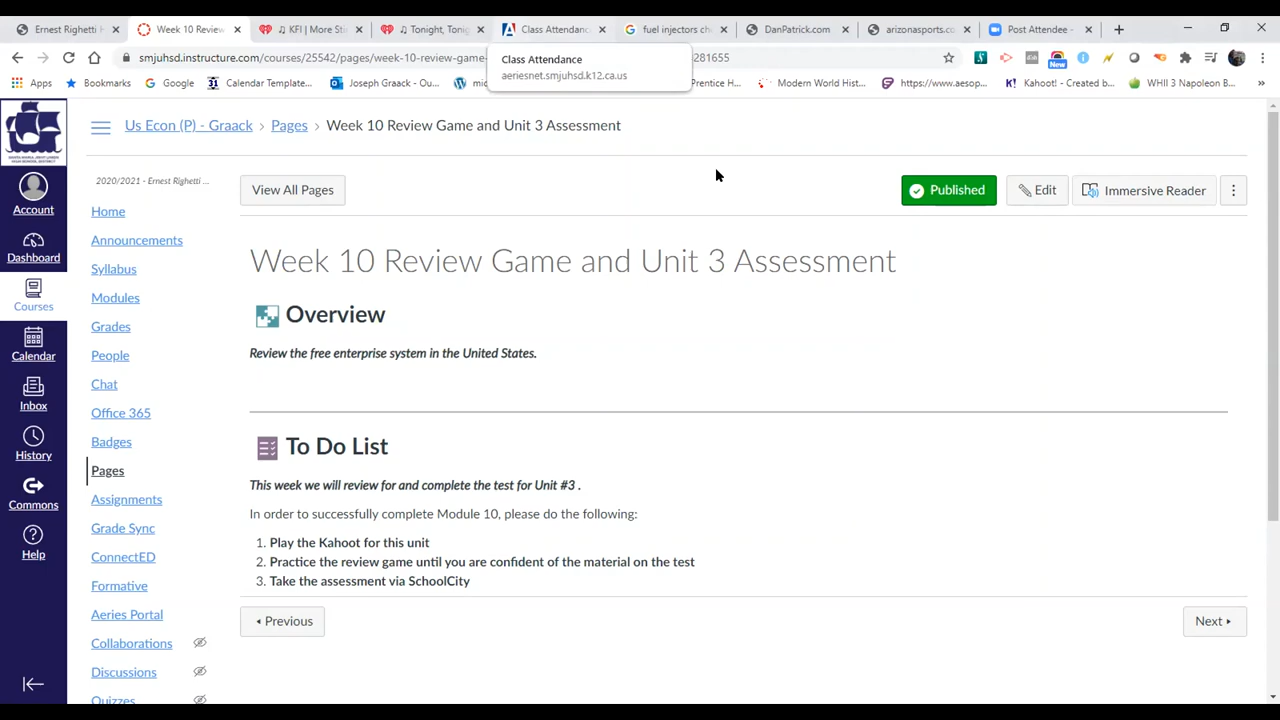 Ernest Righetti H
Week 10 Review
KFI | More Stin
Tonight, Tonig
Class Attendanc
fuel injectors ch
DanPatrick.com
arizonasports.co
Post Attendee -
smjuhsd.instructure.com/courses/25542/pages/week-10-review-game-
281655
Class Attendance
aeriesnet.smjuhsd.k12.ca.us
Apps
Google
31
Calendar Template...
Joseph Graack - Ou...
mic
Prentice H...
Modern World Hist...
https://www.aesop...
Kahoot! - Created b...
WHII 3 Napoleon B...
New
US Econ (P) - Graack > Pages > Week 10 Review Game and Unit 3 Assessment
2020/2021 - Ernest Righetti ...
View All Pages
Published
Edit
Immersive Reader
Account
Dashboard
Courses
Calendar
Inbox
History
Commons
Help
Home
Announcements
Syllabus
Modules
Grades
People
Chat
Office 365
Badges
Pages
Assignments
Grade Sync
ConnectED
Formative
Aeries Portal
Collaborations
Discussions
Quizzes
Week 10 Review Game and Unit 3 Assessment
Overview
Review the free enterprise system in the United States.
To Do List
This week we will review for and complete the test for Unit #3 .
In order to successfully complete Module 10, please do the following:
1. Play the Kahoot for this unit
2. Practice the review game until you are confident of the material on the test
3. Take the assessment via SchoolCity
Previous
Next